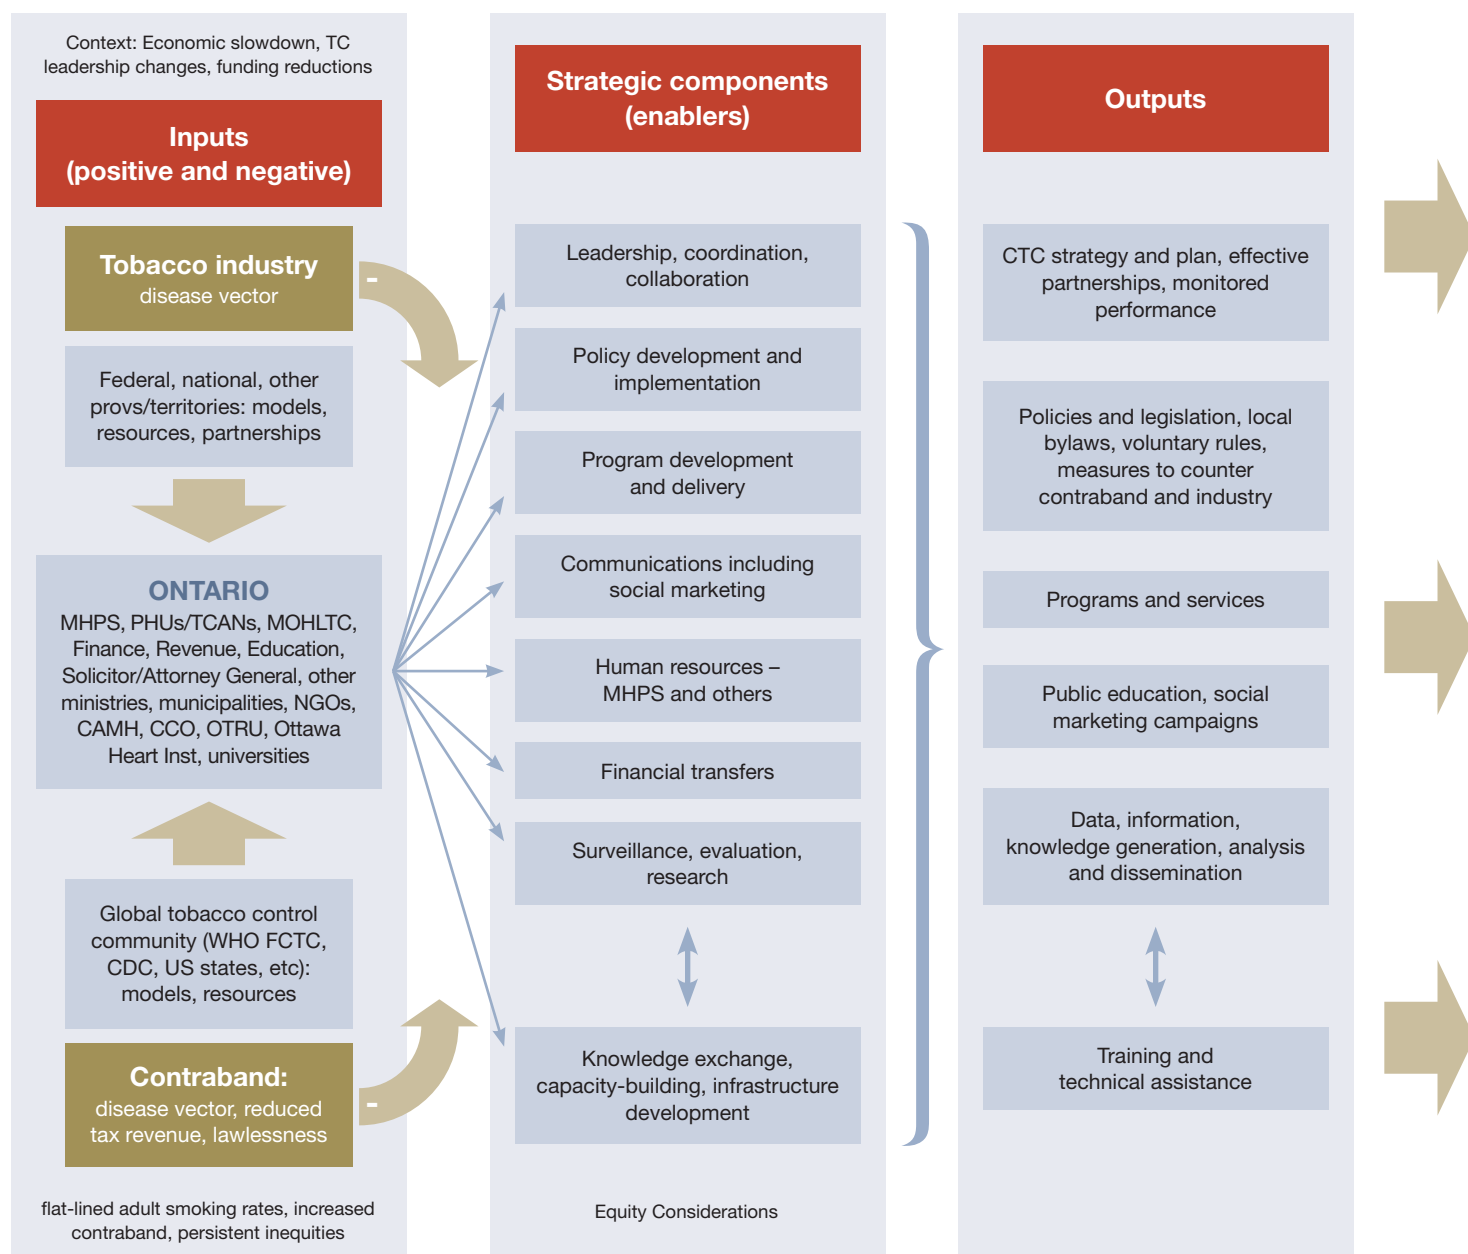 Context: Economic slowdown, TC
leadership changes, funding reductions
Inputs
(positive and negative)
Tobacco industry
disease vector
-
Federal, national, other
provs/territories: models,
resources, partnerships
ONTARIO
MHPS, PHUs/TCANs, MOHLTC,
Finance, Revenue, Education,
Solicitor/Attorney General, other
ministries, municipalities, NGOs,
CAMH, CCO, OTRU, Ottawa
Heart Inst, universities
Global tobacco control
community (WHO FCTC,
CDC, US states, etc):
models, resources
Contraband:
disease vector, reduced
tax revenue, lawlessness
-
flat-lined adult smoking rates, increased
contraband, persistent inequities
Strategic components
(enablers)
Leadership, coordination,
collaboration
Policy development and
implementation
Program development
and delivery
Communications including
social marketing
Human resources –
MHPS and others
Financial transfers
Surveillance, evaluation,
research
Knowledge exchange,
capacity-building, infrastructure
development
Equity Considerations
Outputs
CTC strategy and plan, effective
partnerships, monitored
performance
Policies and legislation, local
bylaws, voluntary rules,
measures to counter
contraband and industry
Programs and services
Public education, social
marketing campaigns
Data, information,
knowledge generation, analysis
and dissemination
Training and
technical assistance